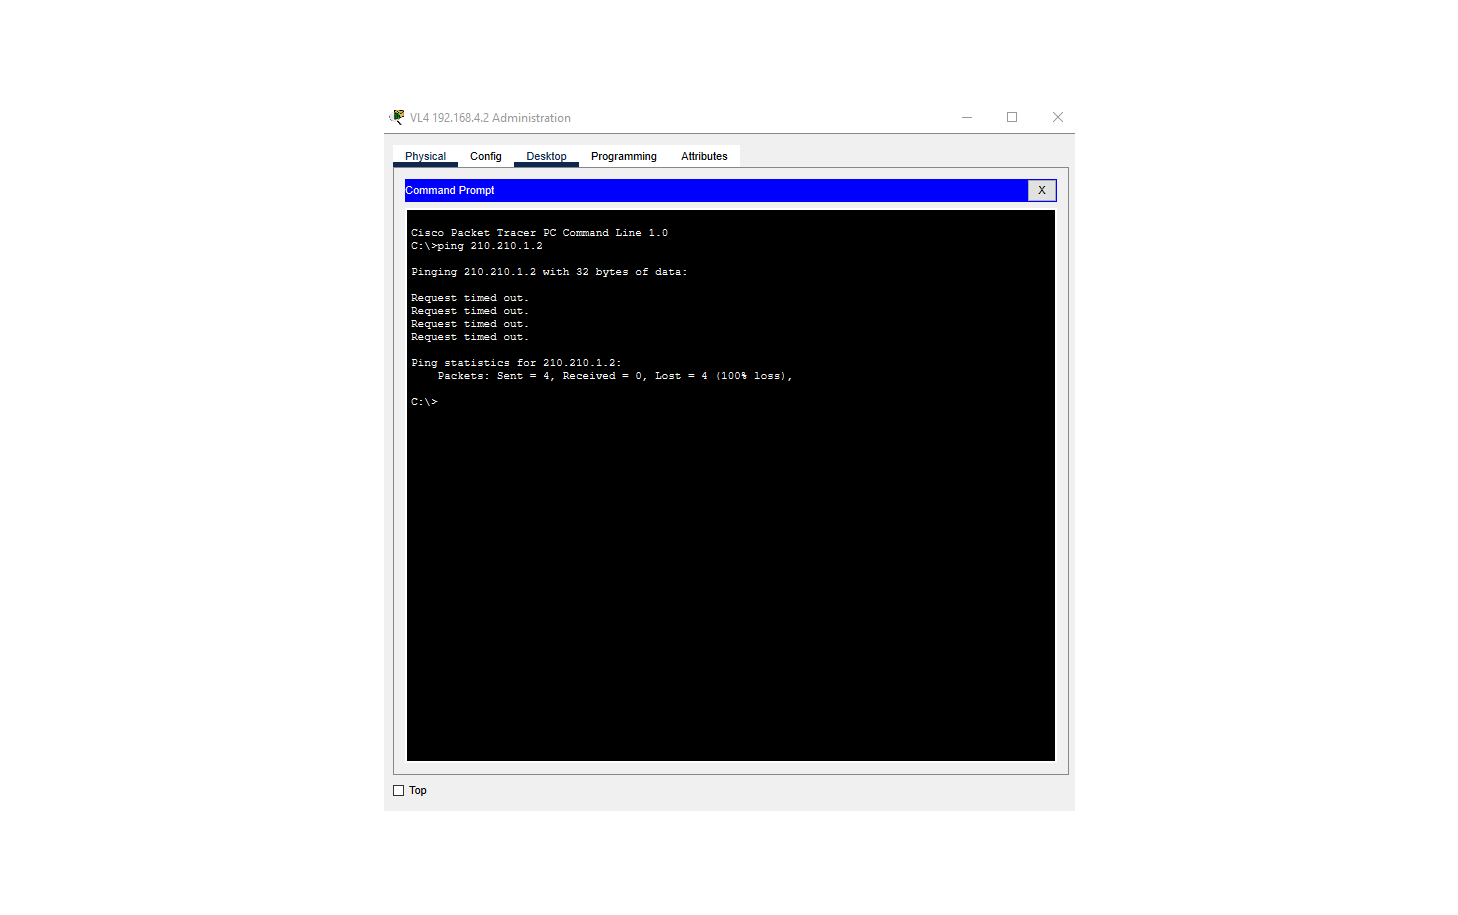 VL4 192.168.4.2 Administration
Physical Config Desktop Programming Attributes
Command Prompt X
Cisco Packet Tracer PC Command Line 1.0
C:\>ping 210.210.1.2
Pinging 210.210.1.2 with 32 bytes of data:
Request timed out.
Request timed out.
Request timed out.
Request timed out.
Ping statistics for 210.210.1.2:
Packets: Sent = 4, Received = 0, Lost = 4 (100% loss),
C:\>
Top